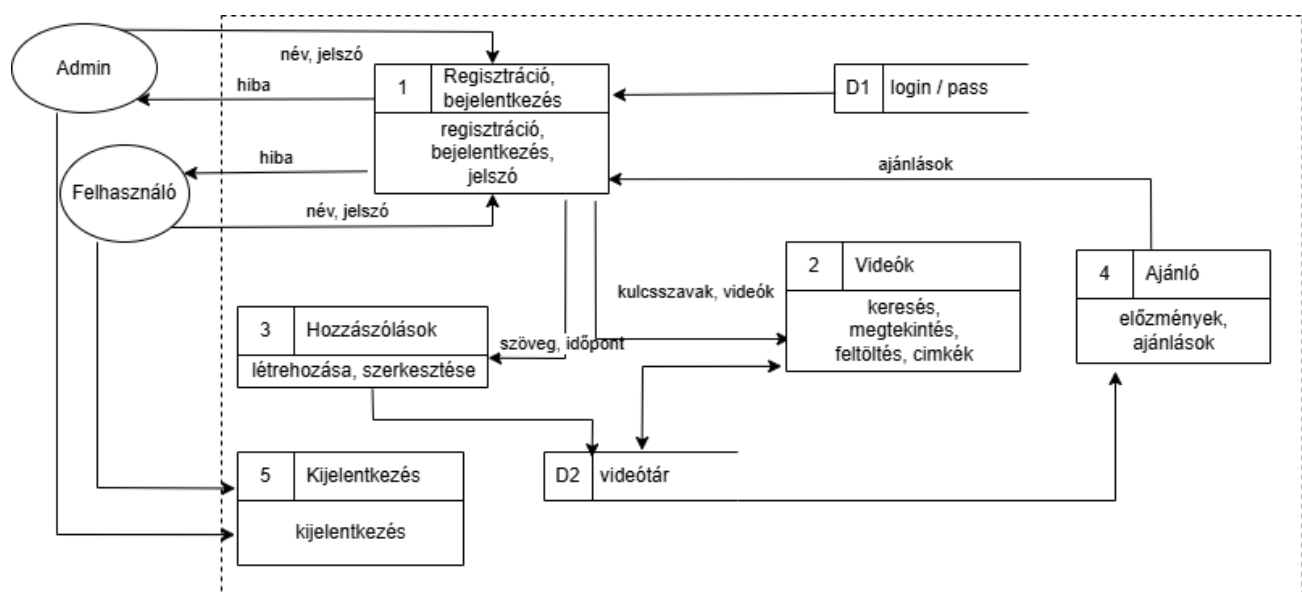 Admin
név, jelszó
hiba
1
Regisztráció,
bejelentkezés
regisztráció,
bejelentkezés,
jelszó
D1
login / pass
Felhasználó
hiba
név, jelszó
ajánlások
2
Videók
keresés,
megtekintés,
feltöltés, cimkék
kulcsszavak, videók
4
Ajánló
előzmények,
ajánlások
3
Hozzászólások
létrehozása, szerkesztése
szöveg, időpont
5
Kijelentkezés
kijelentkezés
D2
videótár